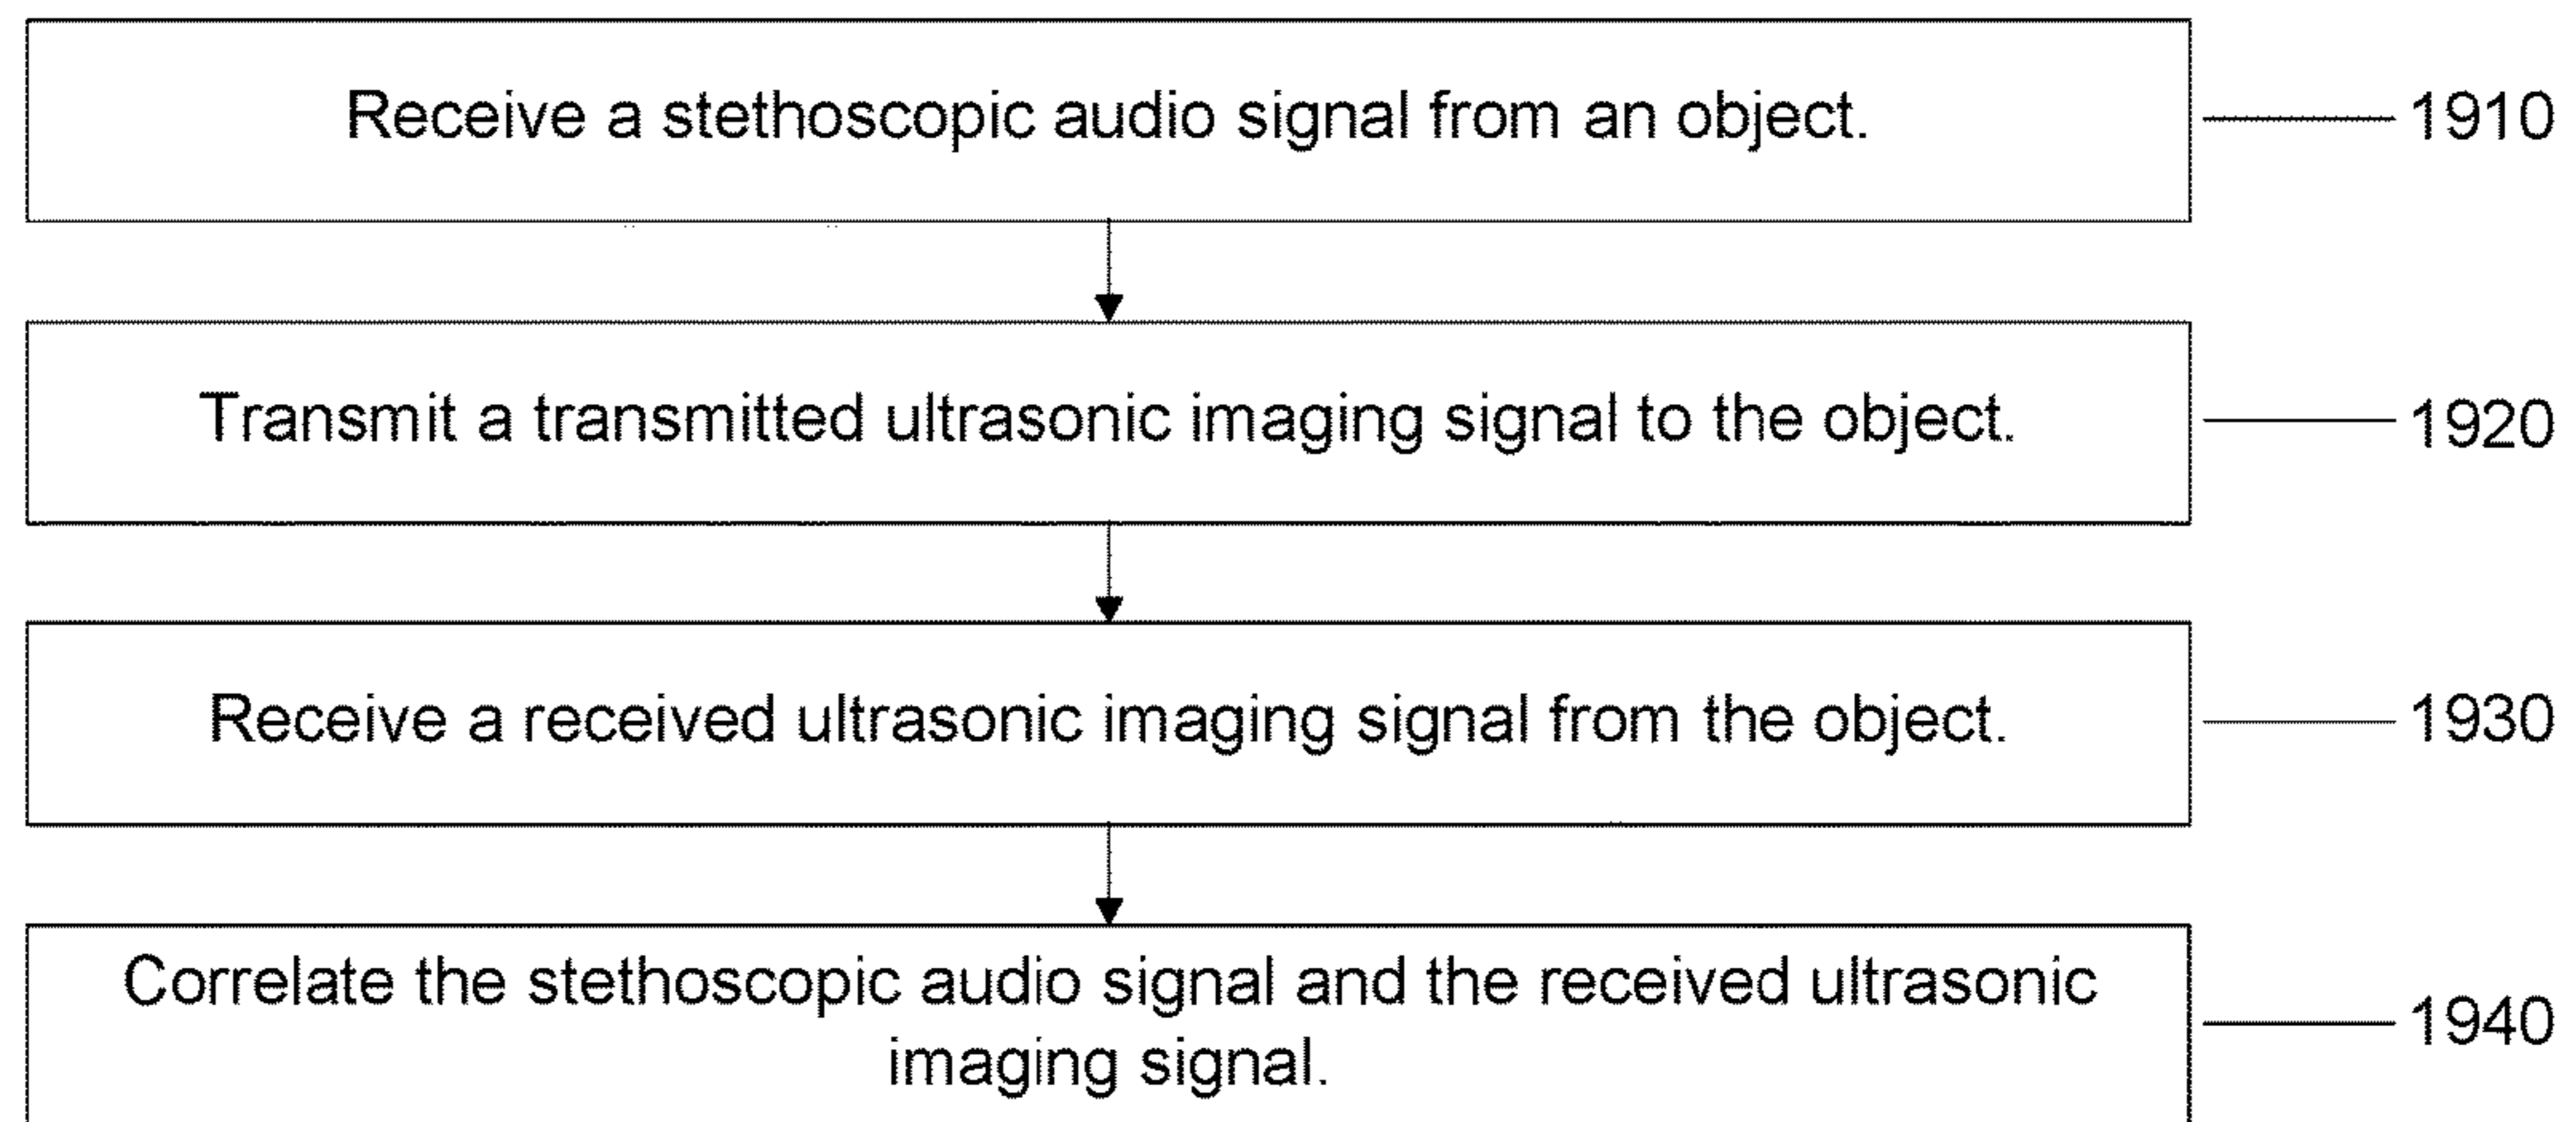 Receive a stethoscopic audio signal from an object.
1910
Transmit a transmitted ultrasonic imaging signal to the object.
1920
Receive a received ultrasonic imaging signal from the object.
1930
Correlate the stethoscopic audio signal and the received ultrasonic
imaging signal.
1940